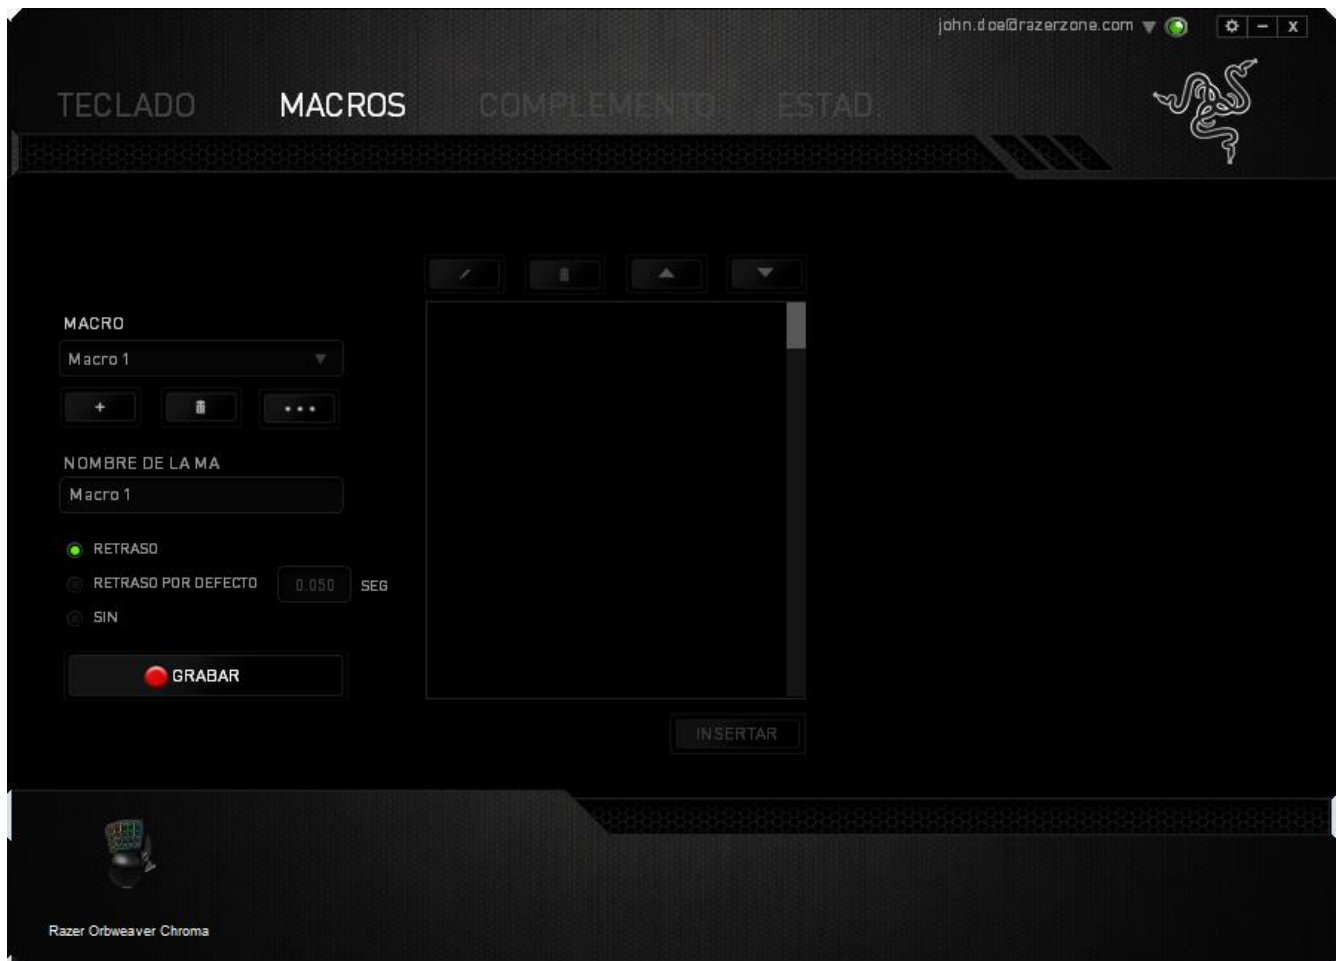 john.doe@razerzone.com
TECLADO MACROS COMPLEMENTO ESTAD.
MACRO
Macro 1
NOMBRE DE LA MA
Macro 1
RETRASO
RETRASO POR DEFECTO 0.050 SEG
SIN
GRABAR
INSERTAR
Razer Orbweaver Chroma